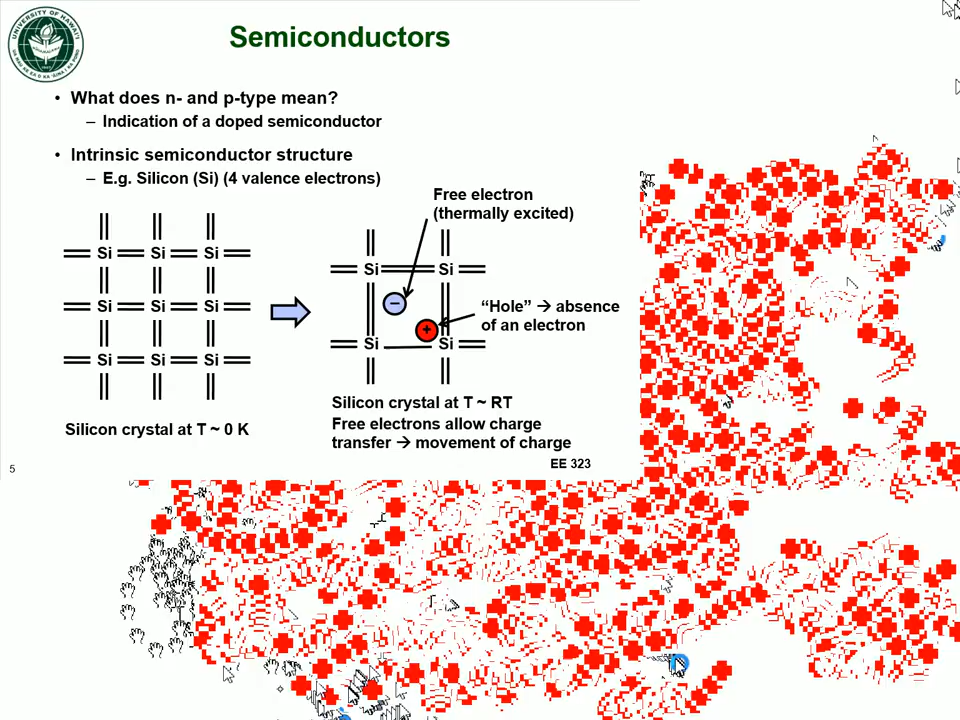 UNIVERSITY OF HAWAI'I
Semiconductors
• What does n- and p-type mean?
– Indication of a doped semiconductor
• Intrinsic semiconductor structure
– E.g. Silicon (Si) (4 valence electrons)
Free electron
(thermally excited)
Si Si Si
Si Si Si
Si Si Si
Si Si
−
+
Si Si
“Hole” → absence
of an electron
Silicon crystal at T ~ 0 K
Silicon crystal at T ~ RT
Free electrons allow charge
transfer → movement of charge
5
EE 323